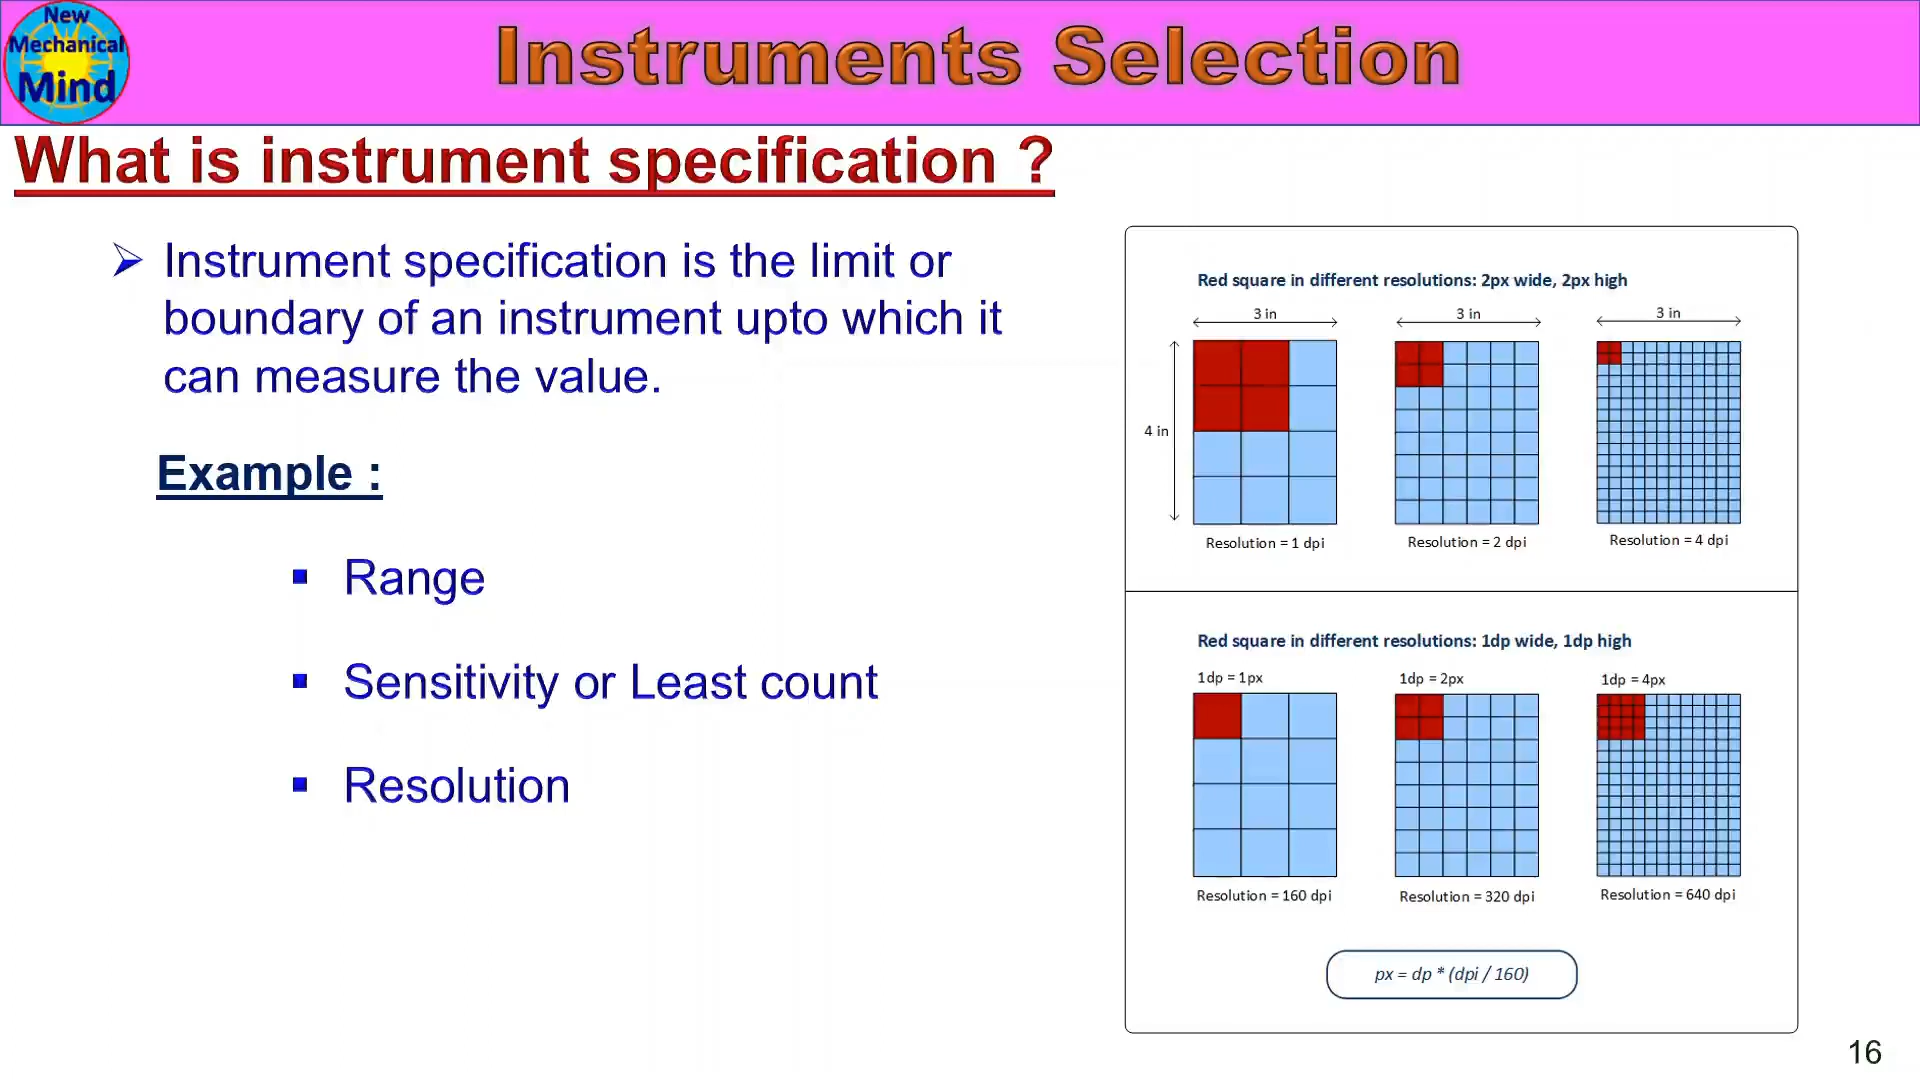 New
Mechanical
Mind
Instruments Selection
What is instrument specification ?
➢ Instrument specification is the limit or
boundary of an instrument upto which it
can measure the value.
Example :
▪ Range
▪ Sensitivity or Least count
▪ Resolution
Red square in different resolutions: 2px wide, 2px high
3 in 3 in 3 in
4 in
Resolution = 1 dpi Resolution = 2 dpi Resolution = 4 dpi
Red square in different resolutions: 1dp wide, 1dp high
1dp = 1px 1dp = 2px 1dp = 4px
Resolution = 160 dpi Resolution = 320 dpi Resolution = 640 dpi
px = dp * (dpi / 160)
16